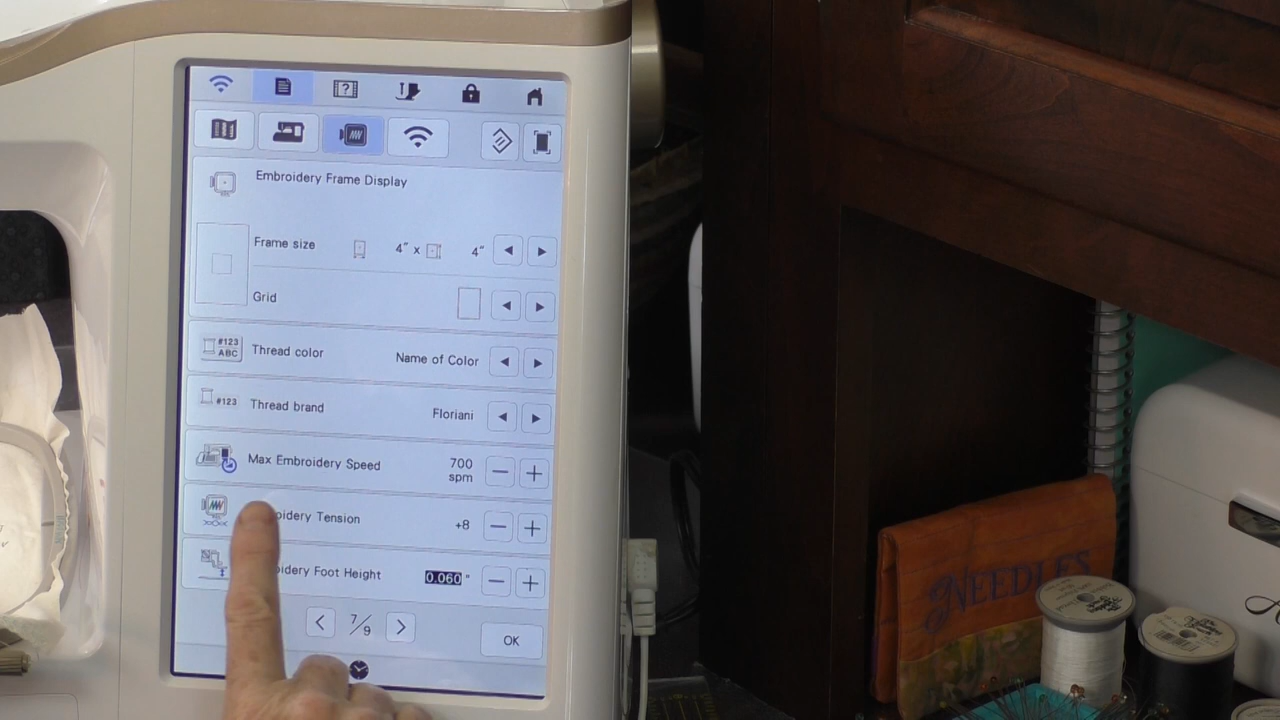 ?
Embroidery Frame Display
Frame size 4" x 4"
Grid
#123
ABC
Thread color Name of Color
#123 Thread brand Floriani
Max Embroidery Speed 700
spm
oidery Tension +8
oidery Foot Height 0.060 "
7/9
OK
NEEDLES